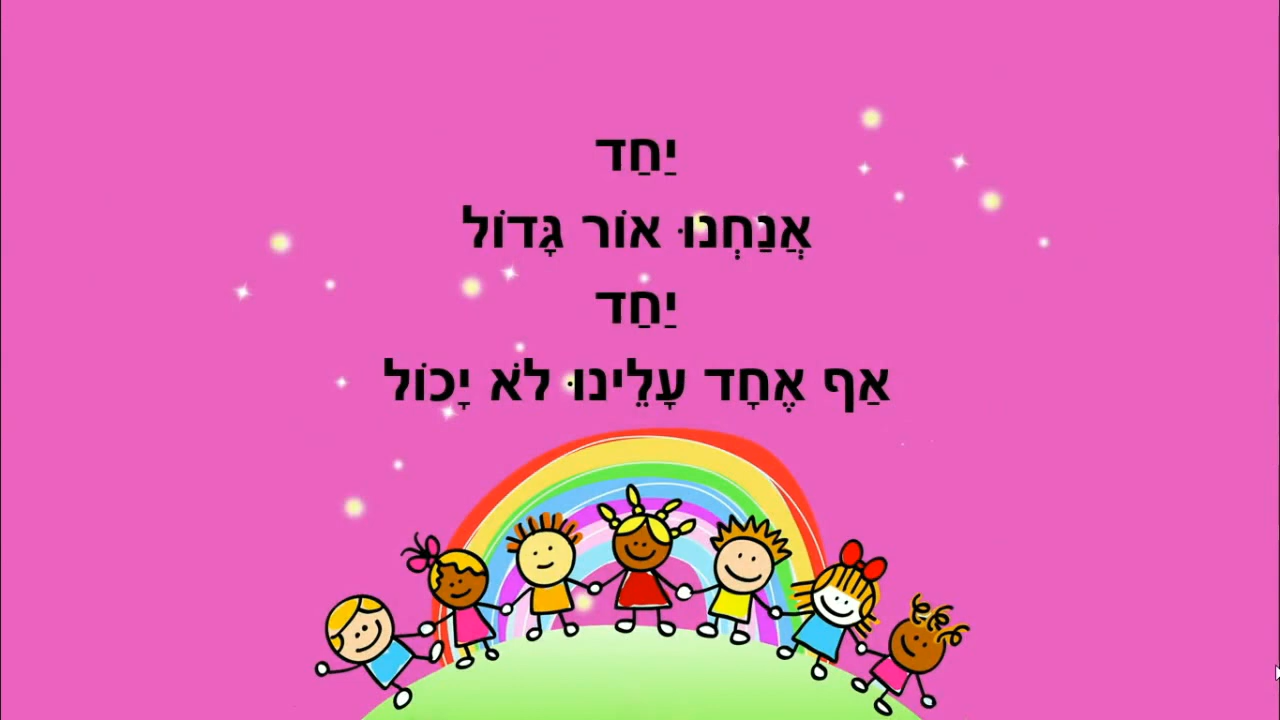 יַחַד
אֲנַחְנוּ אוֹר גָּדוֹל
יַחַד
אַף אֶחָד עָלֵינוּ לֹא יָכוֹל